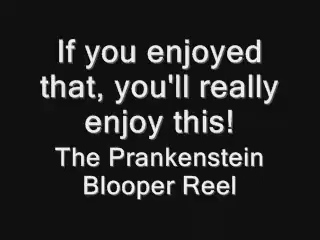 If you enjoyed
that, you'll really
enjoy this!
The Prankenstein
Blooper Reel